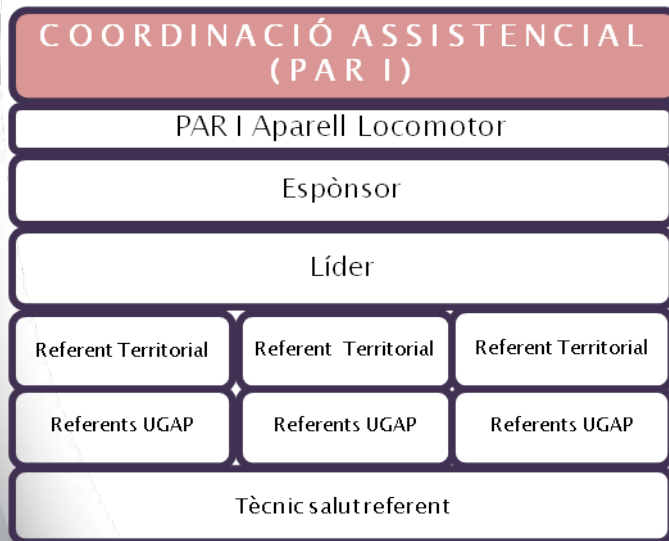 COORDINACIÓ ASSISTENCIAL
(PAR I)
PAR I Aparell Locomotor
Espònsor
Líder
Referent Territorial
Referent Territorial
Referent Territorial
Referents UGAP
Referents UGAP
Referents UGAP
Tècnic salut referent